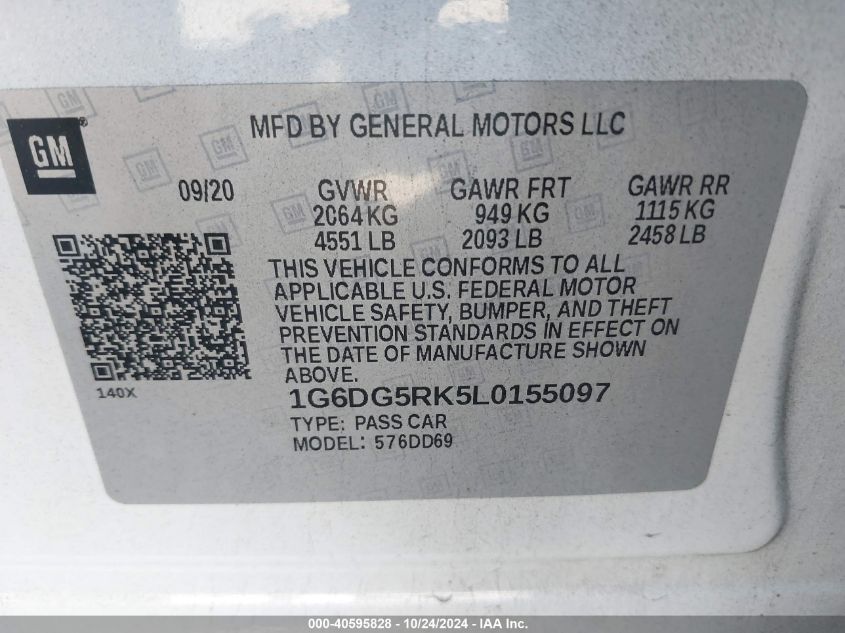 MFD BY GENERAL MOTORS LLC
GM®
09/20 GVWR GAWR FRT GAWR RR
2064 KG 949 KG 1115 KG
4551 LB 2093 LB 2458 LB
THIS VEHICLE CONFORMS TO ALL
APPLICABLE U.S. FEDERAL MOTOR
VEHICLE SAFETY, BUMPER, AND THEFT
PREVENTION STANDARDS IN EFFECT ON
THE DATE OF MANUFACTURE SHOWN
ABOVE.
140X
1G6DG5RK5L0155097
TYPE: PASS CAR
MODEL: 576DD69
000-40595828 - 10/24/2024 - IAA Inc.